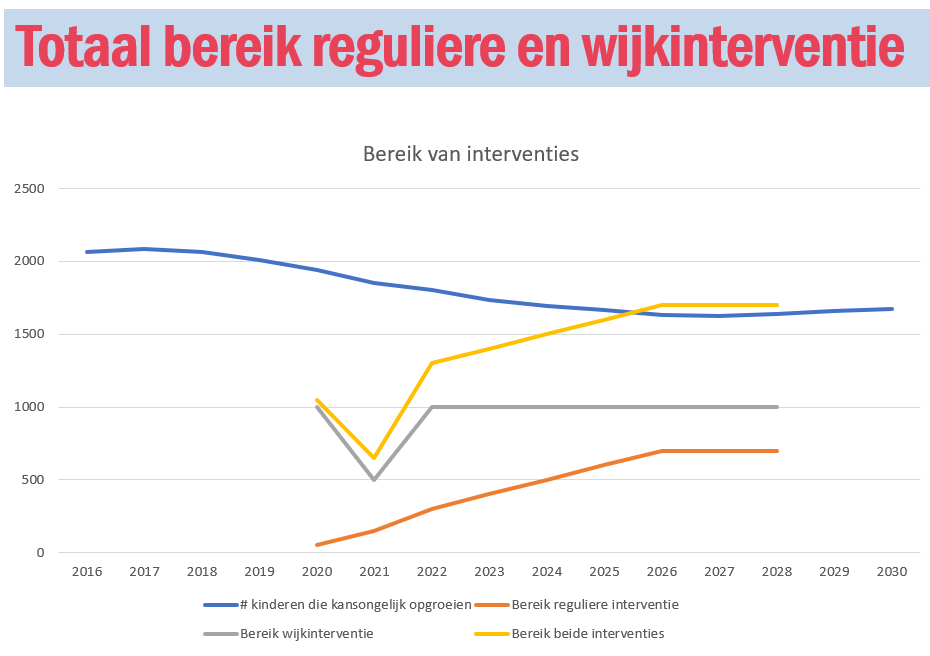 Totaal bereik reguliere en wijkinterventie
Bereik van interventies
2500
2000
1500
1000
500
0
2016 2017 2018 2019 2020 2021 2022 2023 2024 2025 2026 2027 2028 2029 2030
# kinderen die kansongelijk opgroeien Bereik reguliere interventie
Bereik wijkinterventie Bereik beide interventies